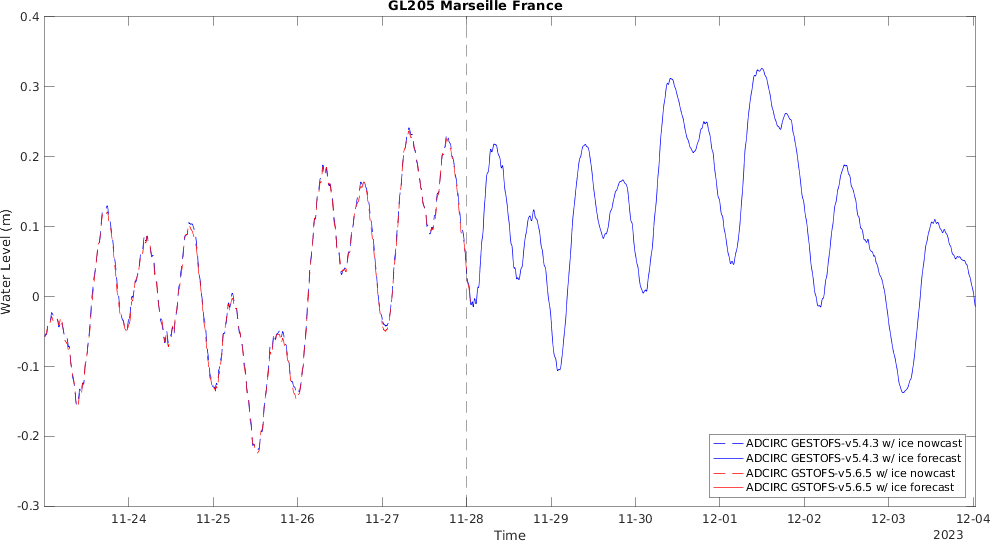 GL205 Marseille France
Water Level (m)
0.4
0.3
0.2
0.1
0
-0.1
-0.2
-0.3
11-24
11-25
11-26
11-27
11-28
11-29
11-30
12-01
12-02
12-03
12-04
Time
2023
ADCIRC GESTOFS-v5.4.3 w/ ice nowcast
ADCIRC GESTOFS-v5.4.3 w/ ice forecast
ADCIRC GSTOFS-v5.6.5 w/ ice nowcast
ADCIRC GSTOFS-v5.6.5 w/ ice forecast